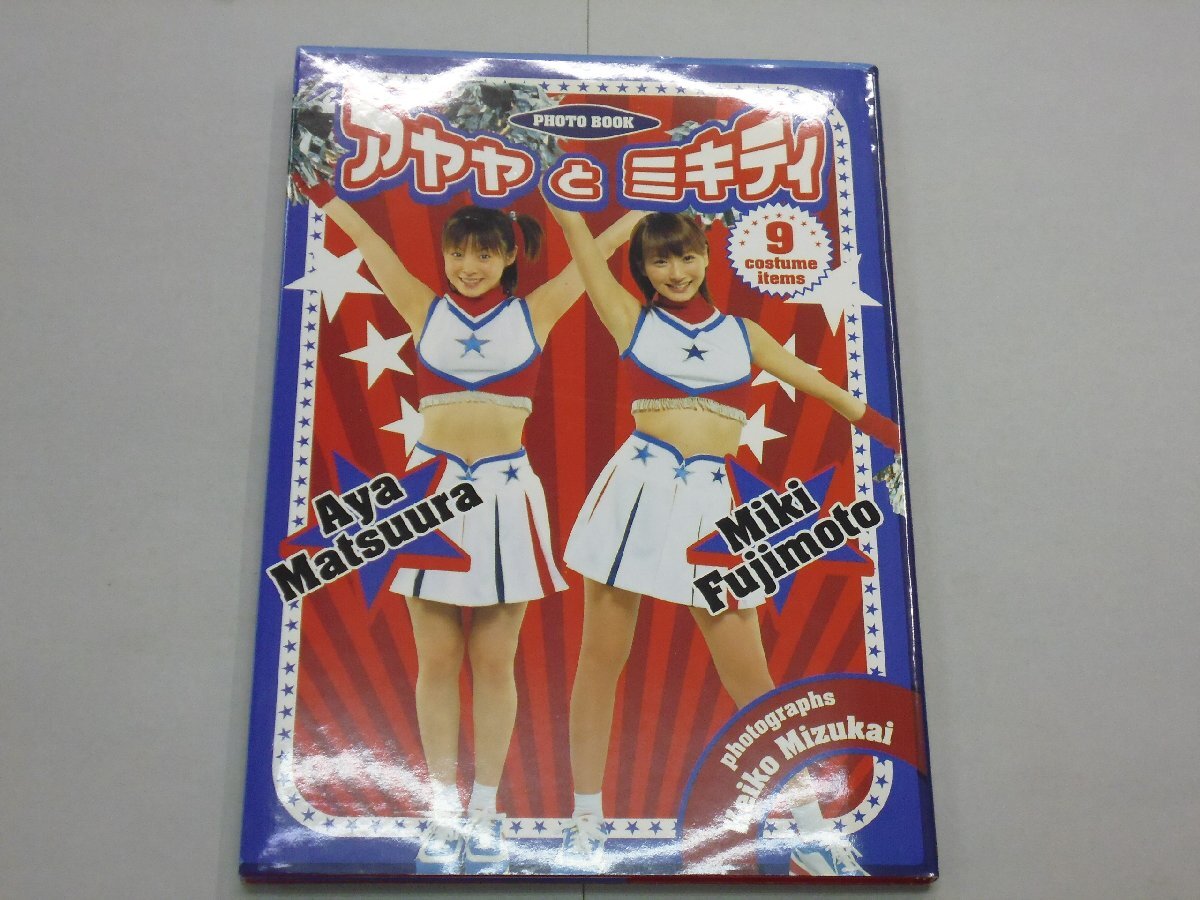 PHOTO BOOK
アヤヤ と ミキティ
9
costume
items
Aya
Matsuura
Miki
Fujimoto
photographs
Keiko Mizukai